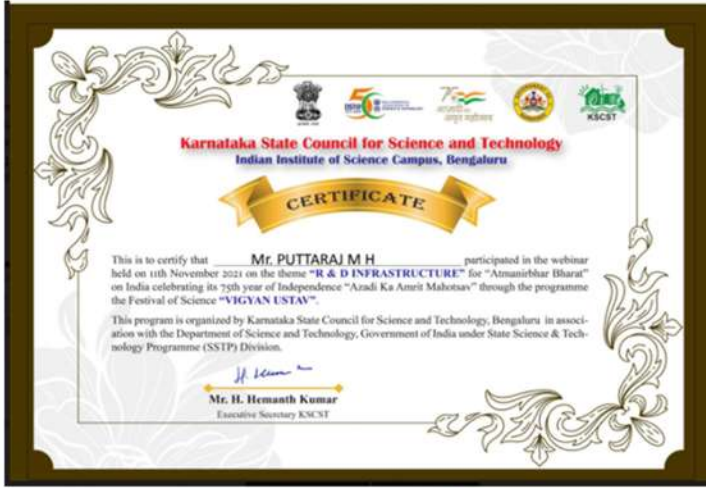 KSCST
Karnataka State Council for Science and Technology
Indian Institute of Science Campus, Bengaluru
CERTIFICATE
This is to certify that Mr. PUTTARAJ M H participated in the webinar
held on 11th November 2021 on the theme “R & D INFRASTRUCTURE” for “Atmanirbhar Bharat”
on India celebrating its 75th year of Independence “Azadi Ka Amrit Mahotsav” through the programme
the Festival of Science “VIGYAN USTAV”.
This program is organized by Karnataka State Council for Science and Technology, Bengaluru in associ-
ation with the Department of Science and Technology, Government of India under State Science & Tech-
nology Programme (SSTP) Division.
Mr. H. Hemanth Kumar
Executive Secretary KSCST